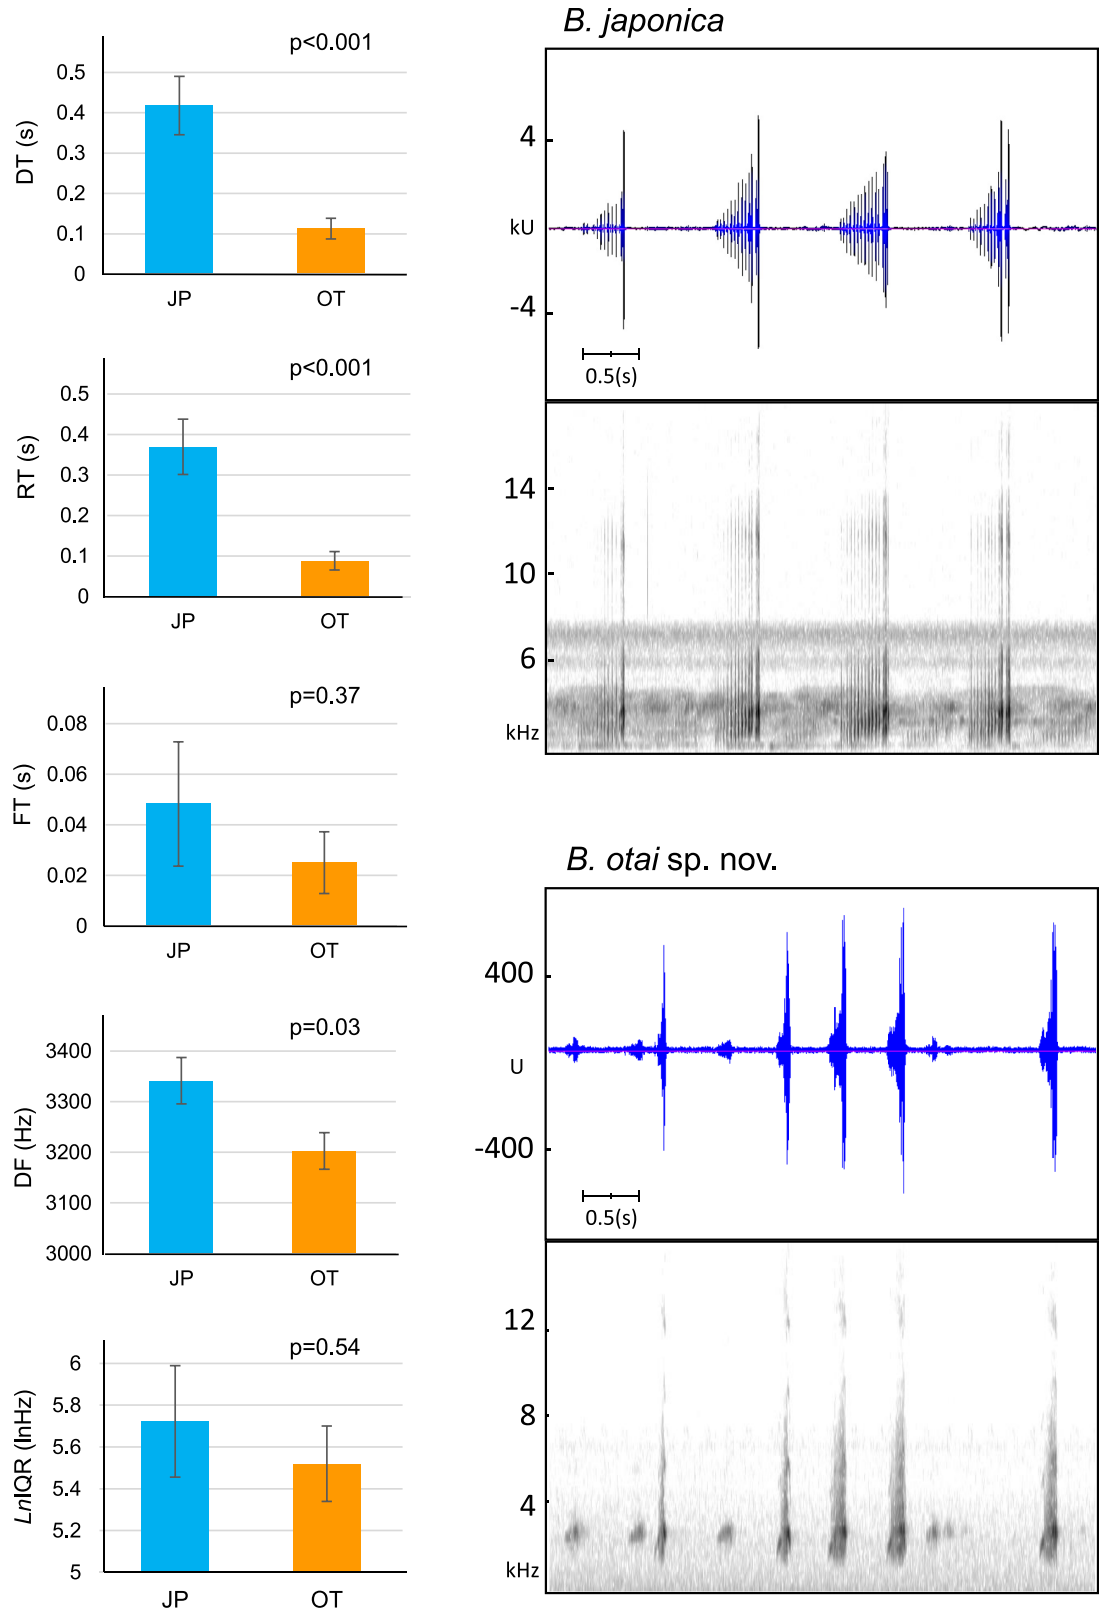 p<0.001
DT (s)
0.5
0.4
0.3
0.2
0.1
0
JP OT
p<0.001
RT (s)
0.5
0.4
0.3
0.2
0.1
0
JP OT
p=0.37
FT (s)
0.08
0.06
0.04
0.02
0
JP OT
p=0.03
DF (Hz)
3400
3300
3200
3100
3000
JP OT
p=0.54
LnIQR (lnHz)
6
5.8
5.6
5.4
5.2
5
JP OT
B. japonica
4
kU
-4
0.5(s)
14
10
6
kHz
B. otai sp. nov.
400
U
-400
0.5(s)
12
8
4
kHz